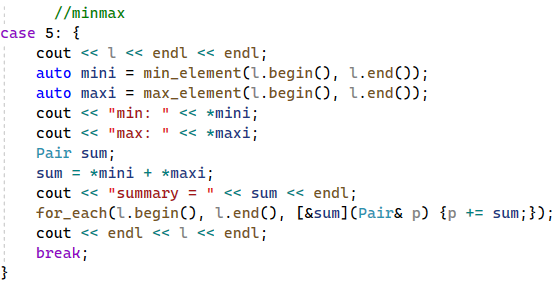 //minmax
case 5: {
cout << l << endl << endl;
auto mini = min_element(l.begin(), l.end());
auto maxi = max_element(l.begin(), l.end());
cout << "min: " << *mini;
cout << "max: " << *maxi;
Pair sum;
sum = *mini + *maxi;
cout << "summary = " << sum << endl;
for_each(l.begin(), l.end(), [&sum](Pair& p) {p += sum;});
cout << endl << l << endl;
break;
}